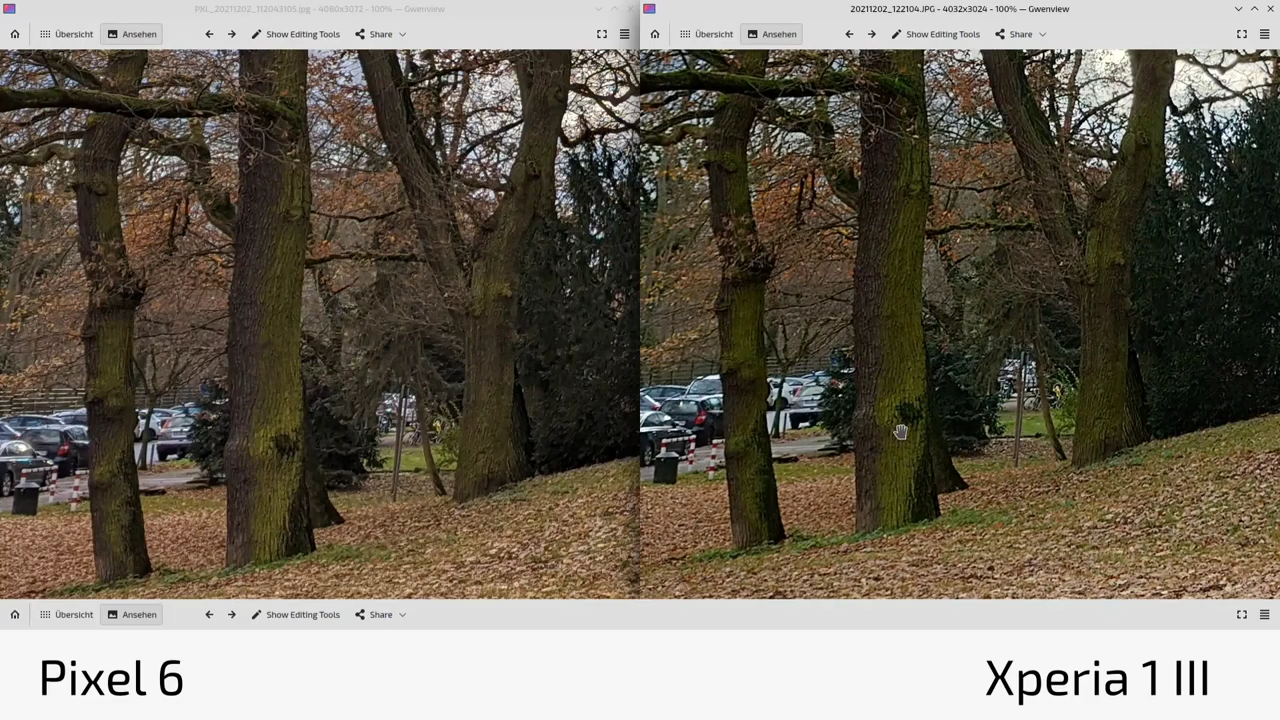 PXL_20211202_112043105.jpg - 4080x3072 - 100% — Gwenview
20211202_122104.JPG - 4032x3024 - 100% — Gwenview
Übersicht Ansehen Show Editing Tools Share
Übersicht Ansehen Show Editing Tools Share
Übersicht Ansehen Show Editing Tools Share
Pixel 6
Xperia 1 III